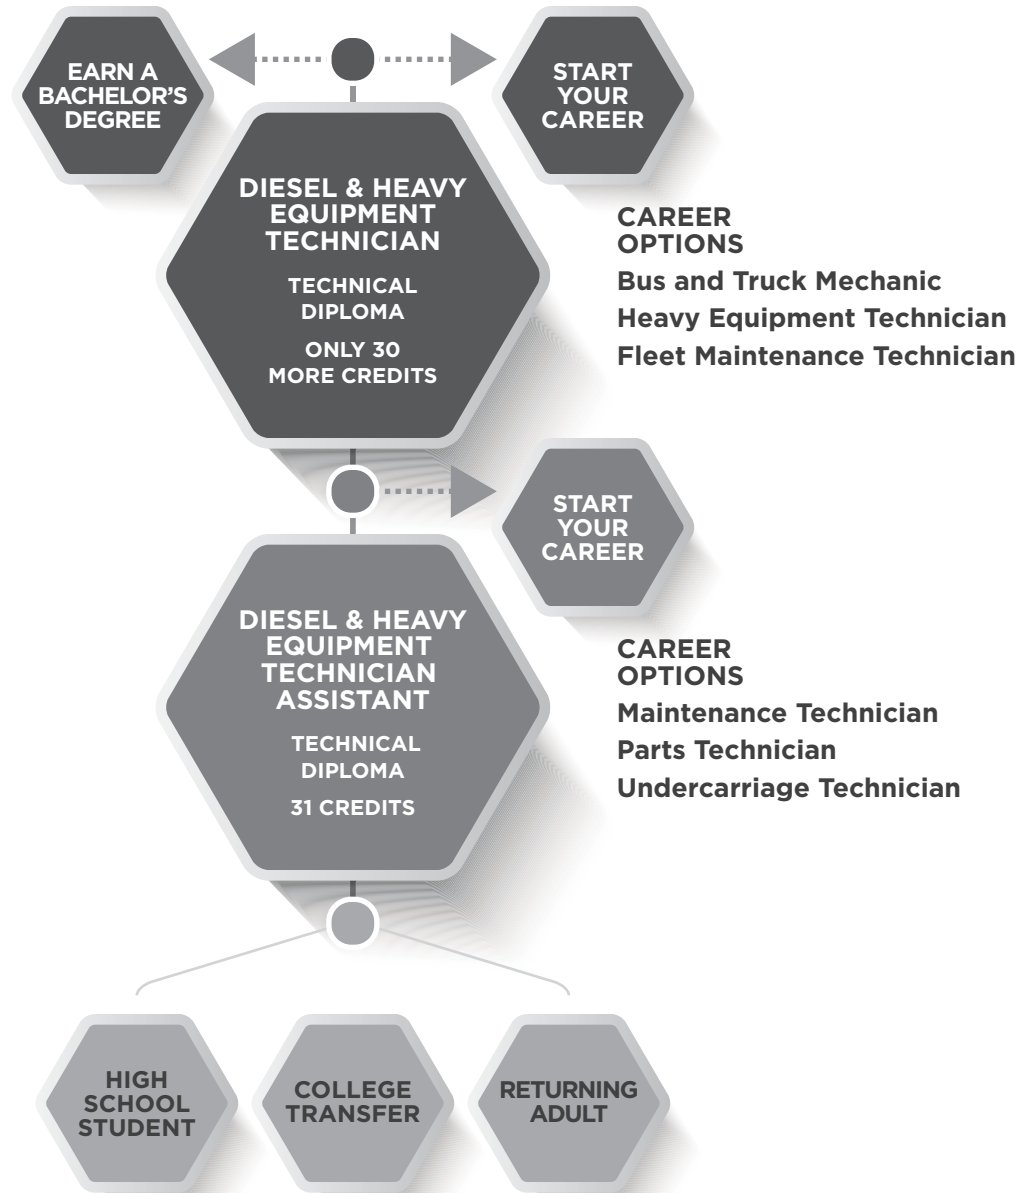 EARN A
BACHELOR'S
DEGREE
START
YOUR
CAREER
DIESEL & HEAVY
EQUIPMENT
TECHNICIAN
TECHNICAL
DIPLOMA
ONLY 30
MORE CREDITS
CAREER
OPTIONS
Bus and Truck Mechanic
Heavy Equipment Technician
Fleet Maintenance Technician
START
YOUR
CAREER
DIESEL & HEAVY
EQUIPMENT
TECHNICIAN
ASSISTANT
TECHNICAL
DIPLOMA
31 CREDITS
CAREER
OPTIONS
Maintenance Technician
Parts Technician
Undercarriage Technician
HIGH
SCHOOL
STUDENT
COLLEGE
TRANSFER
RETURNING
ADULT